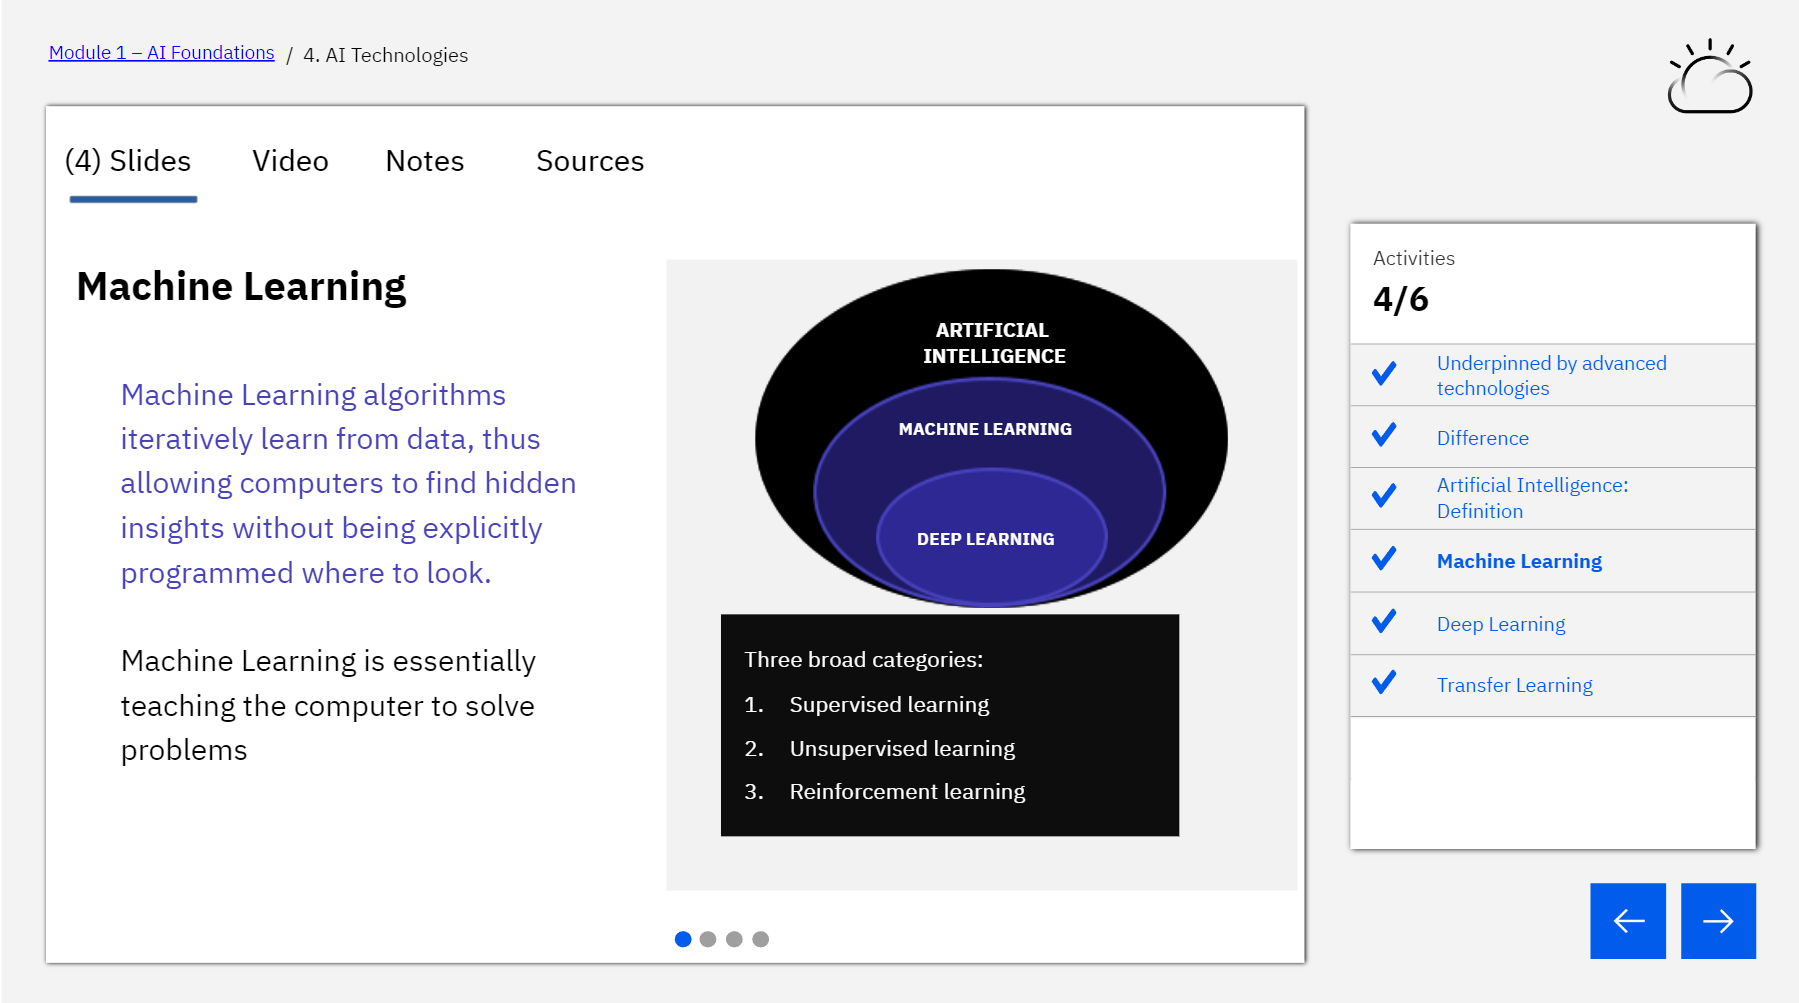 Module 1 – AI Foundations / 4. AI Technologies
(4) Slides Video Notes Sources
Machine Learning
Machine Learning algorithms
iteratively learn from data, thus
allowing computers to find hidden
insights without being explicitly
programmed where to look.
Machine Learning is essentially
teaching the computer to solve
problems
ARTIFICIAL
INTELLIGENCE
MACHINE LEARNING
DEEP LEARNING
Three broad categories:
1. Supervised learning
2. Unsupervised learning
3. Reinforcement learning
Activities
4/6
Underpinned by advanced
technologies
Difference
Artificial Intelligence:
Definition
Machine Learning
Deep Learning
Transfer Learning